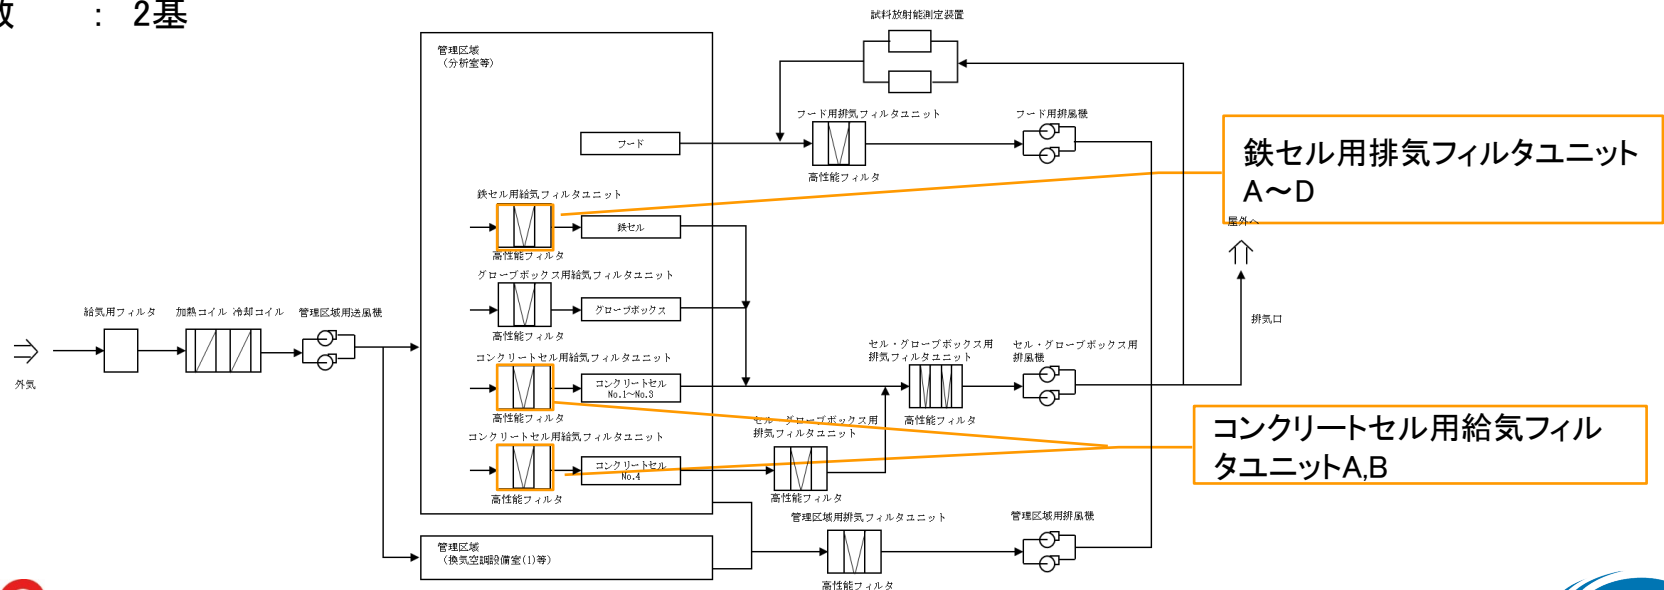 数 : 2基
試料放射能測定装置
管理区域
(分析室等)
フード用排気フィルタユニット
フード用排風機
フード
高性能フィルタ
鉄セル用排気フィルタユニット
A~D
鉄セル用給気フィルタユニット
鉄セル
高性能フィルタ
屋外へ
グローブボックス用給気フィルタユニット
グローブボックス
高性能フィルタ
給気用フィルタ
加熱コイル 冷却コイル
管理区域用送風機
排気口
外気
コンクリートセル用給気フィルタユニット
コンクリートセル
No.1~No.3
高性能フィルタ
セル・グローブボックス用
排気フィルタユニット
セル・グローブボックス用
排風機
高性能フィルタ
コンクリートセル用給気フィルタユニット
コンクリートセル
No.4
高性能フィルタ
セル・グローブボックス用
排気フィルタユニット
高性能フィルタ
コンクリートセル用給気フィル
タユニットA,B
管理区域用排気フィルタユニット
管理区域用排風機
管理区域
(換気空調設備室(1)等)
高性能フィルタ